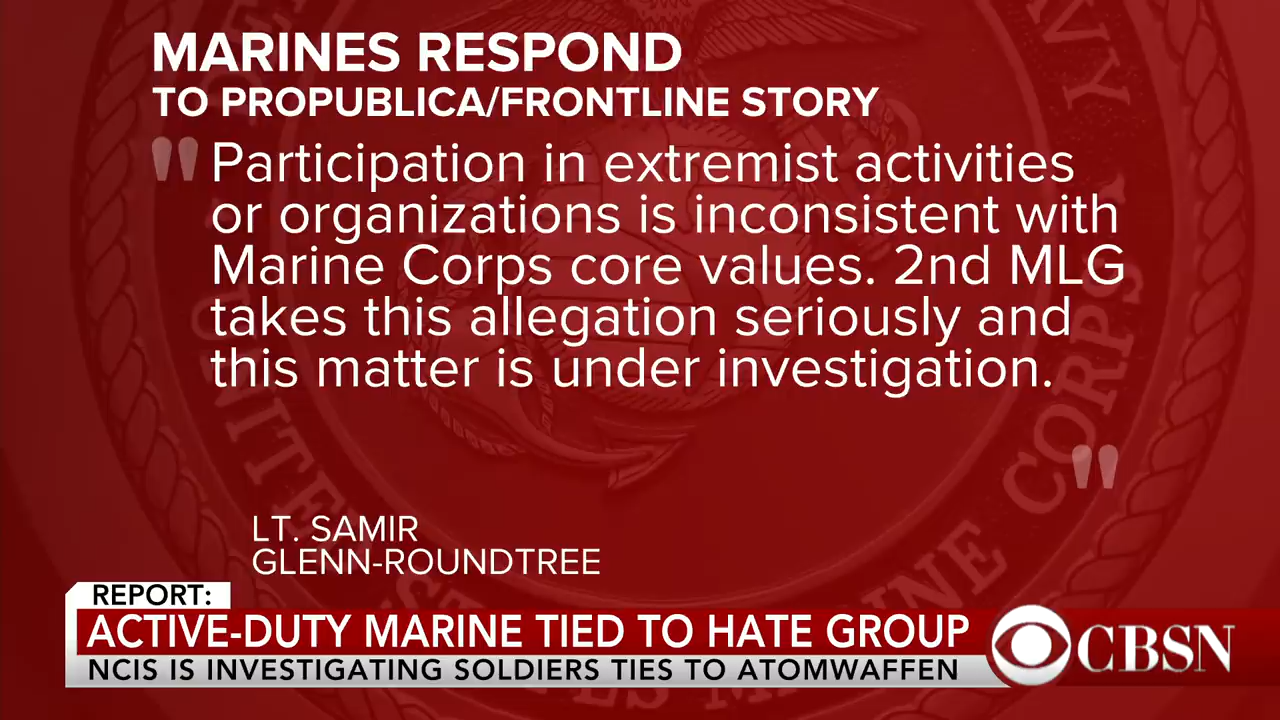 MARINES RESPOND
TO PROPUBLICA/FRONTLINE STORY
" Participation in extremist activities
or organizations is inconsistent with
Marine Corps core values. 2nd MLG
takes this allegation seriously and
this matter is under investigation.
"
LT. SAMIR
GLENN-ROUNDTREE
REPORT:
ACTIVE-DUTY MARINE TIED TO HATE GROUP
NCIS IS INVESTIGATING SOLDIERS TIES TO ATOMWAFFEN
CBSN
MARINE CORPS